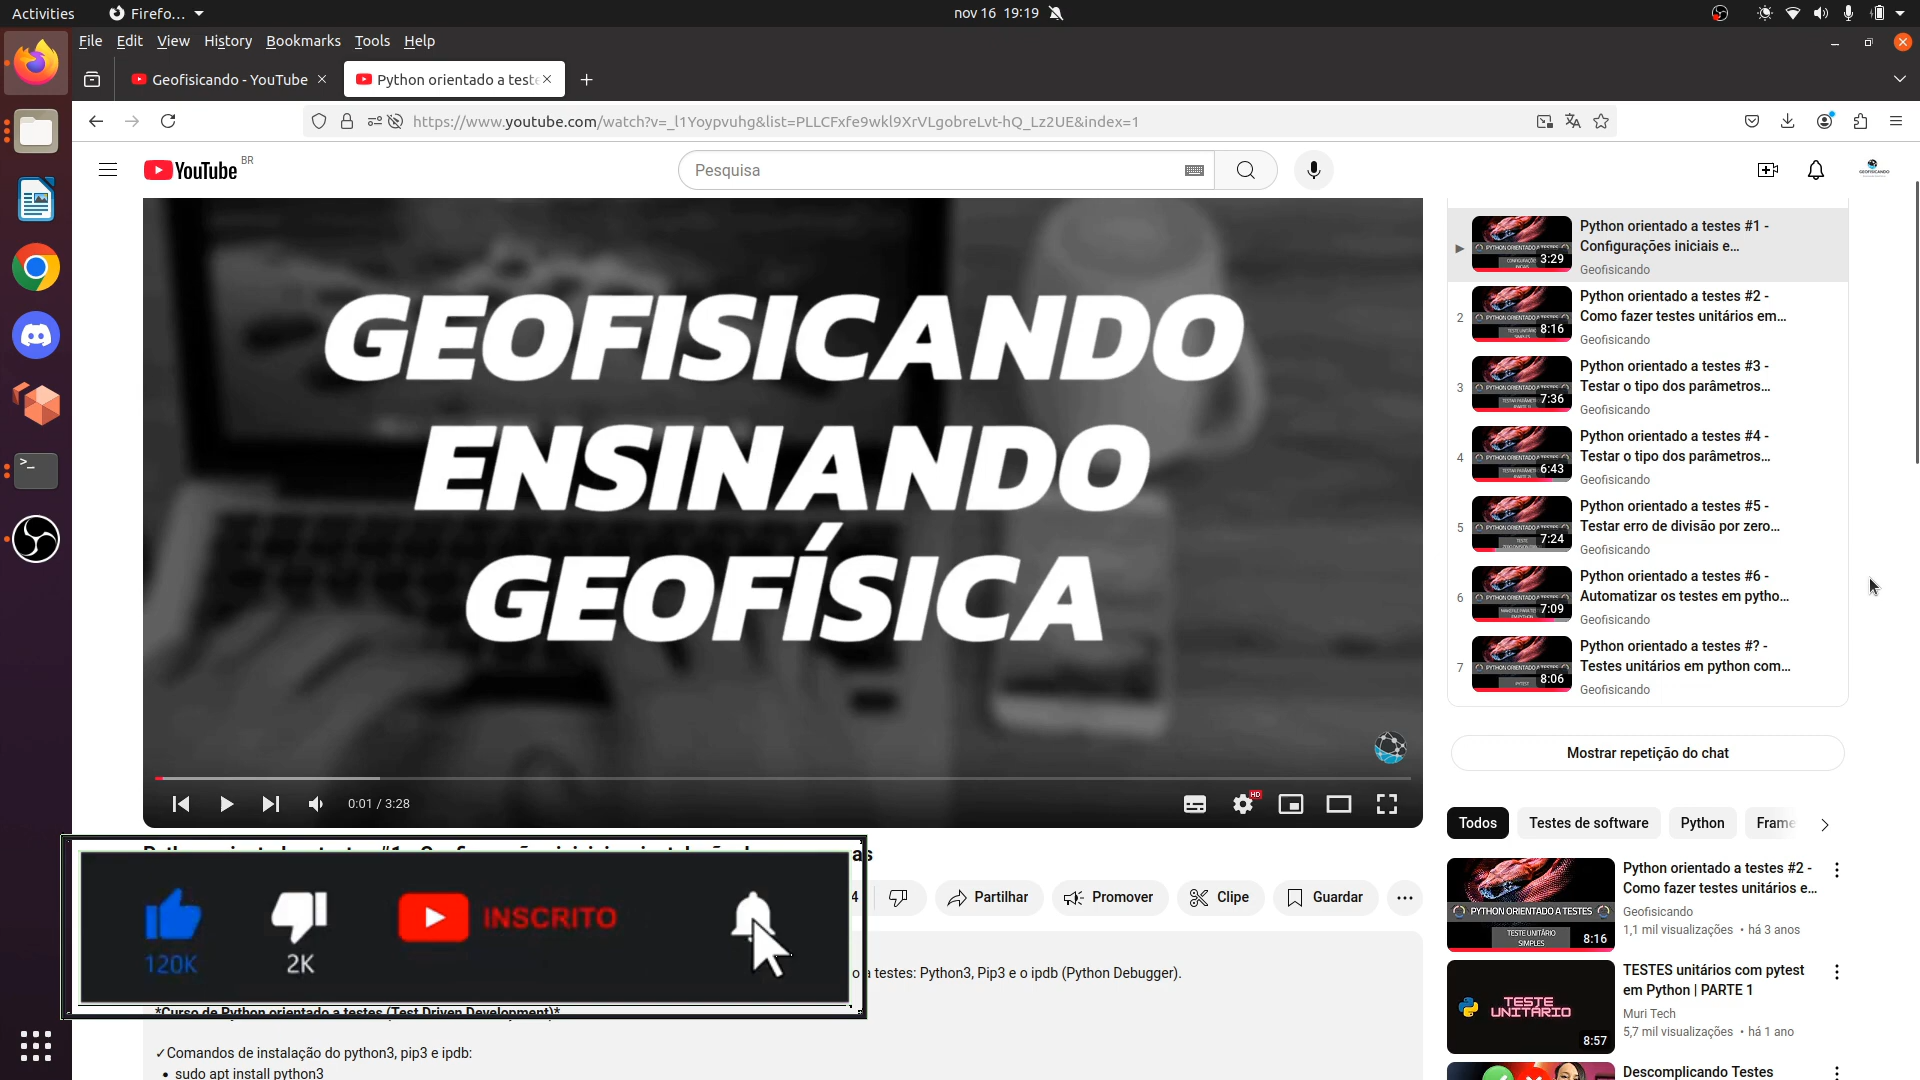 Activities
Firefo...
nov 16 19:19
File Edit View History Bookmarks Tools Help
Geofisicando - YouTube
Python orientado a teste
https://www.youtube.com/watch?v=_l1Yoypvuhg&list=PLLCFxfe9wkl9XrVLgobreLvt-hQ_Lz2UE&index=1
YouTube BR
Pesquisa
GEOFISICANDO
GEOFISICANDO
ENSINANDO
GEOFÍSICA
0:01 / 3:28
HD
Python orientado a testes #1 -
Configurações iniciais e...
Geofisicando
3:29
2
Python orientado a testes #2 -
Como fazer testes unitários em...
Geofisicando
8:16
3
Python orientado a testes #3 -
Testar o tipo dos parâmetros...
Geofisicando
7:36
4
Python orientado a testes #4 -
Testar o tipo dos parâmetros...
Geofisicando
6:43
5
Python orientado a testes #5 -
Testar erro de divisão por zero...
Geofisicando
7:24
6
Python orientado a testes #6 -
Automatizar os testes em pytho...
Geofisicando
7:09
7
Python orientado a testes #? -
Testes unitários em python com...
Geofisicando
8:06
Mostrar repetição do chat
Todos
Testes de software
Python
Frame
Python orientado a testes #2 -
Como fazer testes unitários e...
Geofisicando
1,1 mil visualizações • há 3 anos
PYTHON ORIENTADO A TESTES
TESTE UNITÁRIO
SIMPLES
8:16
TESTES unitários com pytest
em Python | PARTE 1
Muri Tech
5,7 mil visualizações • há 1 ano
TESTE
UNITÁRIO
8:57
Descomplicando Testes
as
4
Partilhar
Promover
Clipe
Guardar
120K
2K
INSCRITO
o a testes: Python3, Pip3 e o ipdb (Python Debugger).
*Curso de Python orientado a testes (Test Driven Development)*
✓Comandos de instalação do python3, pip3 e ipdb:
• sudo apt install python3